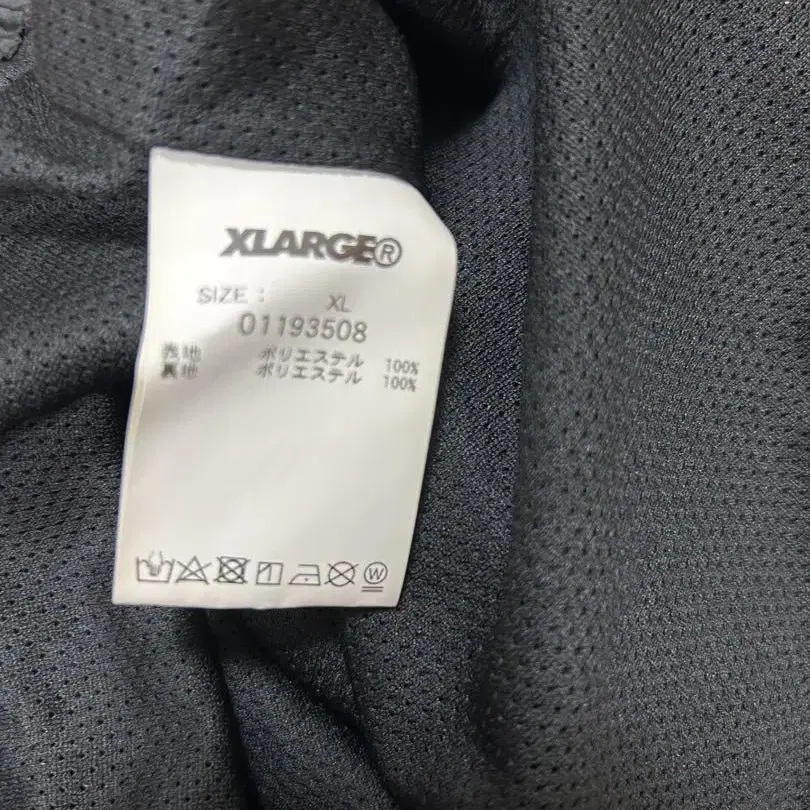 XLARGE®
SIZE : XL
01193508
表地 ポリエステル 100%
裏地 ポリエステル 100%
W